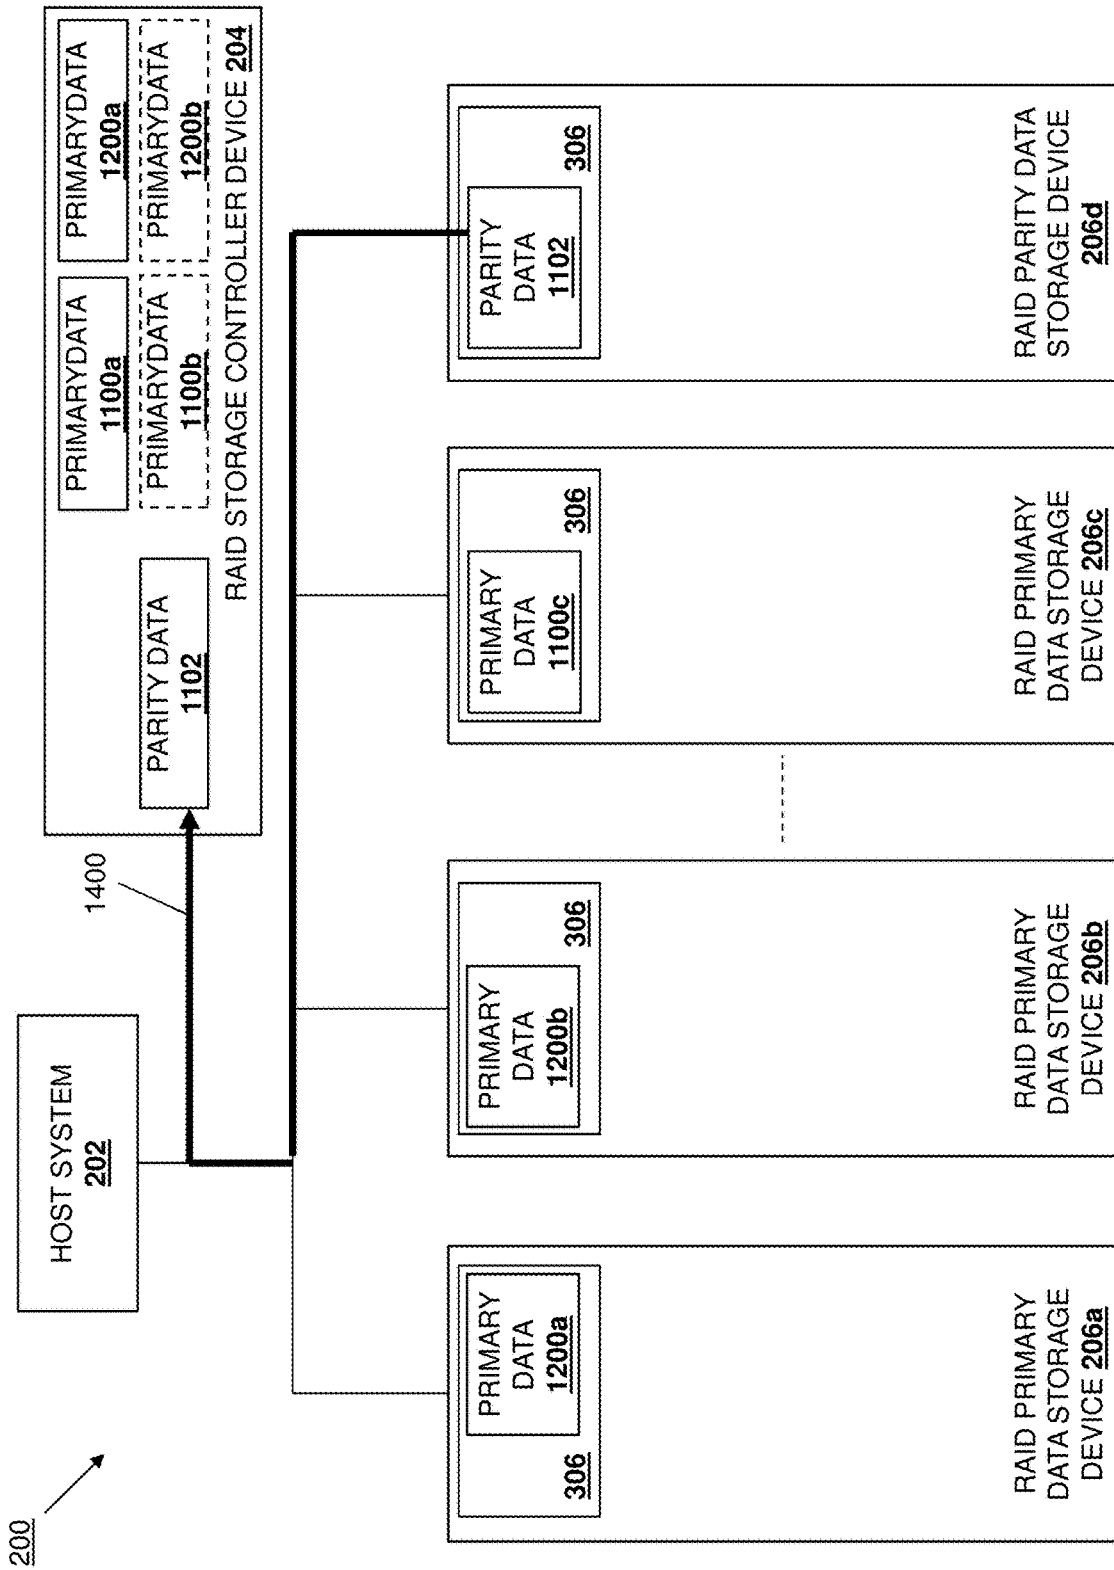 200
HOST SYSTEM
202
1400
PARITY DATA
1102
PRIMARYDATA
1100a
PRIMARYDATA
1200a
PRIMARYDATA
1100b
PRIMARYDATA
1200b
RAID STORAGE CONTROLLER DEVICE 204
306
PRIMARY
DATA
1200a
RAID PRIMARY
DATA STORAGE
DEVICE 206a
PRIMARY
DATA
1200b
306
RAID PRIMARY
DATA STORAGE
DEVICE 206b
PRIMARY
DATA
1100c
306
RAID PRIMARY
DATA STORAGE
DEVICE 206c
PARITY
DATA
1102
306
RAID PARITY DATA
STORAGE DEVICE
206d